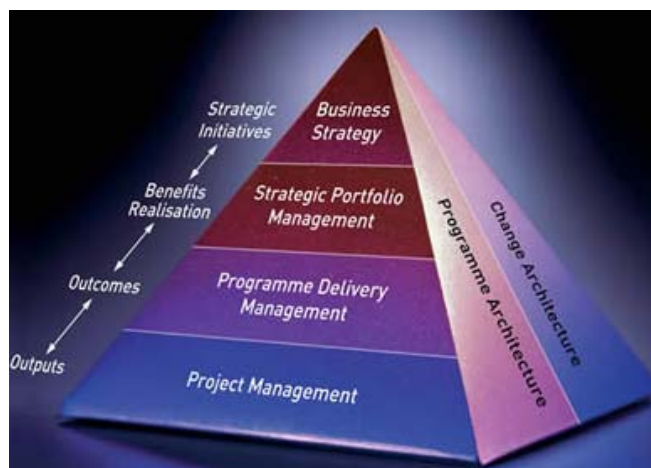 Strategic
Initiatives
Benefits
Realisation
Outcomes
Outputs
Business
Strategy
Strategic Portfolio
Management
Programme Delivery
Management
Project Management
Programme Architecture
Change Architecture